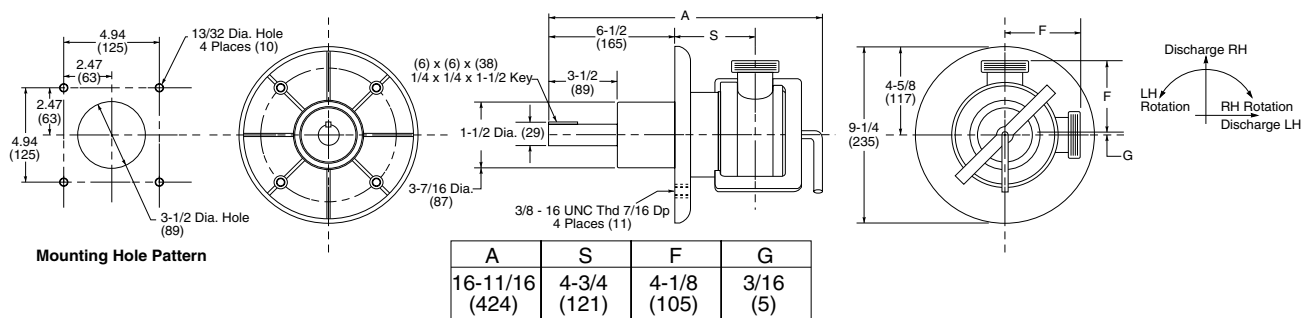 4.94
(125)
2.47
(63)
2.47
(63)
4.94
(125)
13/32 Dia. Hole
4 Places (10)
3-1/2 Dia. Hole
(89)
Mounting Hole Pattern
A
6-1/2
(165)
S
(6) x (6) x (38)
1/4 x 1/4 x 1-1/2 Key
3-1/2
(89)
1-1/2 Dia. (29)
3-7/16 Dia.
(87)
3/8 - 16 UNC Thd 7/16 Dp
4 Places (11)
F
4-5/8
(117)
9-1/4
(235)
F
G
Discharge RH
LH
Rotation
RH Rotation
Discharge LH
A S F G
16-11/16 4-3/4 4-1/8 3/16
(424) (121) (105) (5)